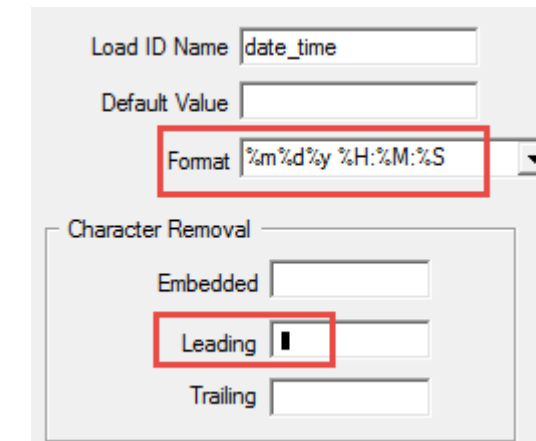 Load ID Name date_time
Default Value
Format %m%d%y %H:%M:%S
Character Removal
Embedded
Leading
Trailing